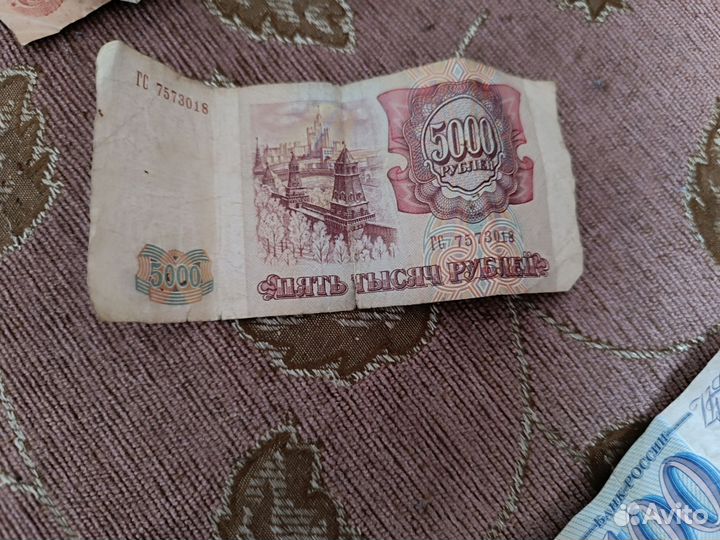 ГС 7573018
5000
РУБЛЕЙ
ГС 7573018
5000
ПЯТЬ ТЫСЯЧ РУБЛЕЙ
БАНК РОССИИ
Avito